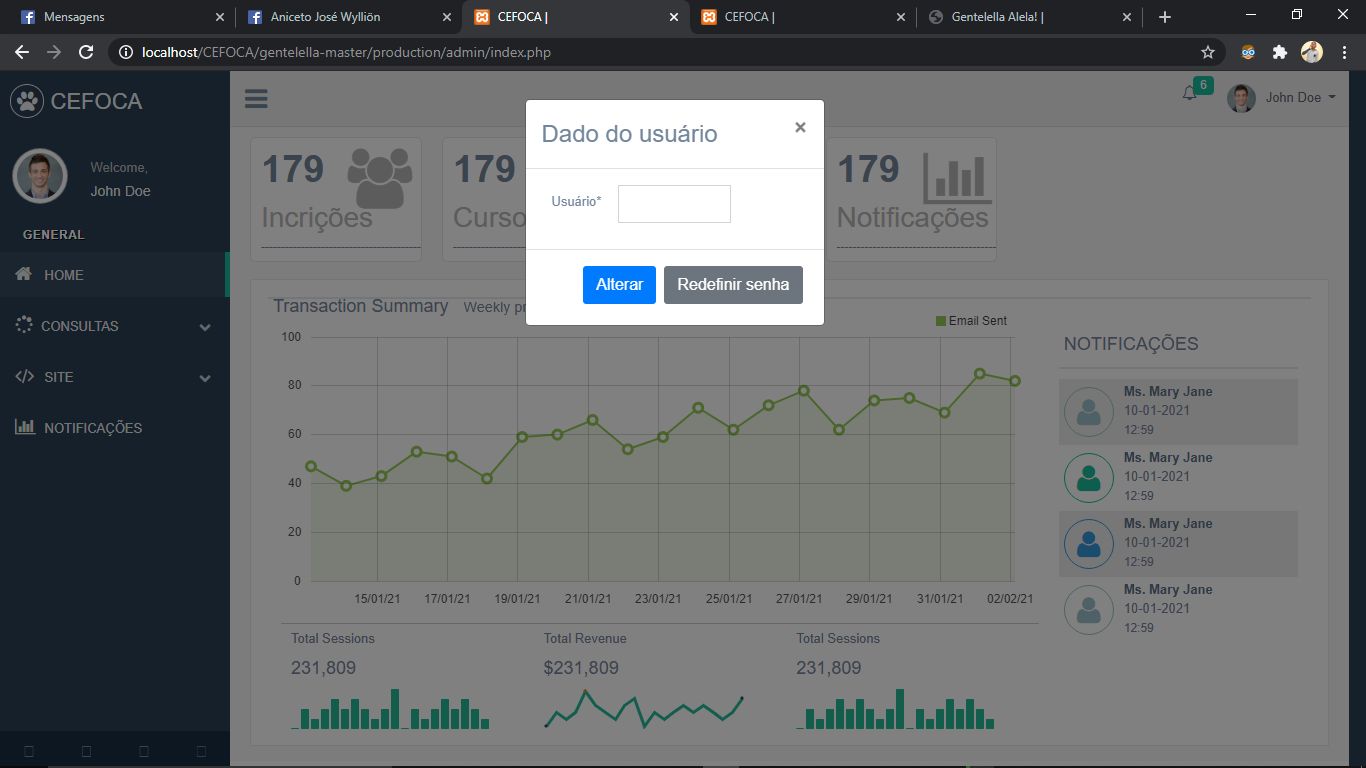 Mensagens
Aniceto José Wylliõn
CEFOCA |
CEFOCA |
Gentelella Alela! |
localhost/CEFOCA/gentelella-master/production/admin/index.php
CEFOCA
Welcome,
John Doe
GENERAL
HOME
CONSULTAS
SITE
NOTIFICAÇÕES
6
John Doe
179
Incrições
179
Curso
179
Notificações
Dado do usuário
×
Usuário*
Alterar
Redefinir senha
Transaction Summary Weekly pr
Email Sent
100
80
60
40
20
0
15/01/21 17/01/21 19/01/21 21/01/21 23/01/21 25/01/21 27/01/21 29/01/21 31/01/21 02/02/21
NOTIFICAÇÕES
Ms. Mary Jane
10-01-2021
12:59
Ms. Mary Jane
10-01-2021
12:59
Ms. Mary Jane
10-01-2021
12:59
Ms. Mary Jane
10-01-2021
12:59
Total Sessions
231,809
Total Revenue
$231,809
Total Sessions
231,809